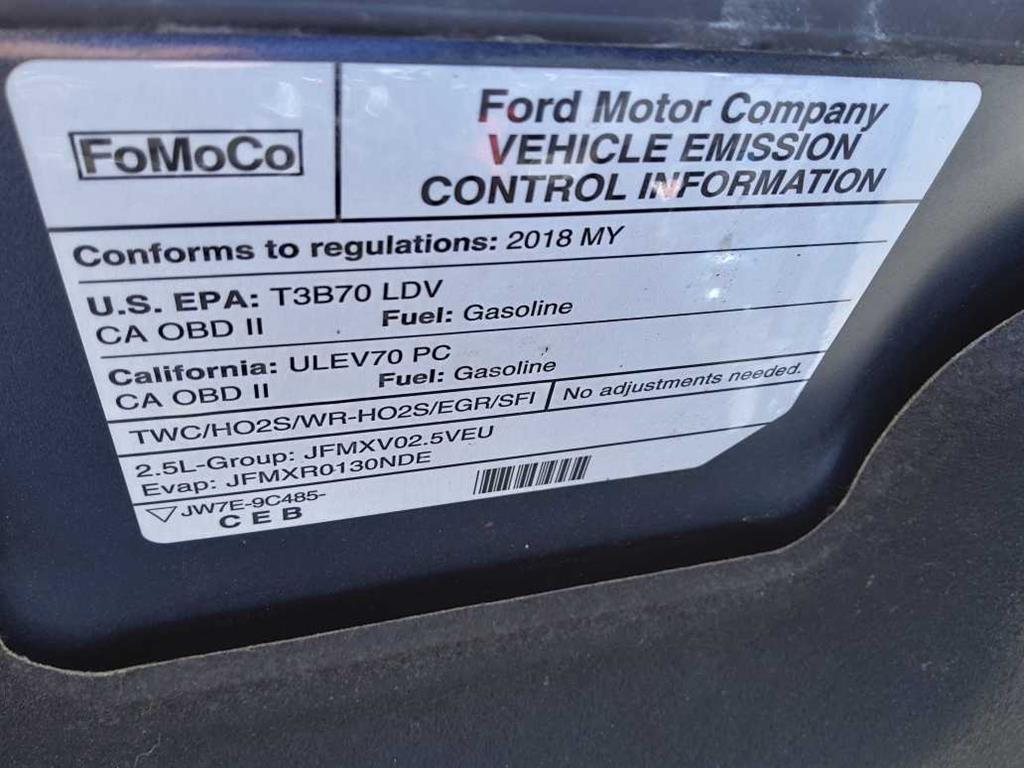 FoMoCo
Ford Motor Company
VEHICLE EMISSION
CONTROL INFORMATION
Conforms to regulations: 2018 MY
U.S. EPA: T3B70 LDV
CA OBD II Fuel: Gasoline
California: ULEV70 PC
CA OBD II Fuel: Gasoline
TWC/HO2S/WR-HO2S/EGR/SFI No adjustments needed.
2.5L-Group: JFMXV02.5VEU
Evap: JFMXR0130NDE
JW7E-9C485-
C E B